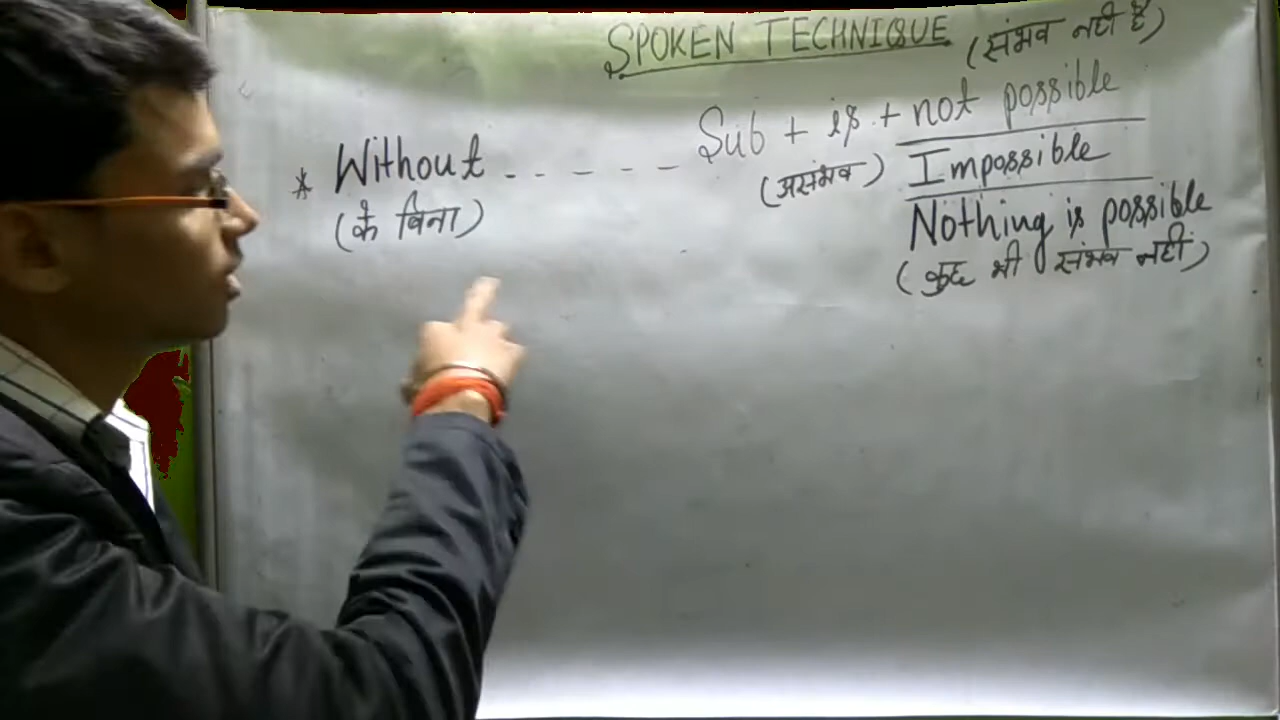 SPOKEN TECHNIQUE (संभव नही है)
* Without - - - - - Sub + is + not possible
(के बिना) (असंभव) Impossible
Nothing is possible
(कुछ भी संभव नही)